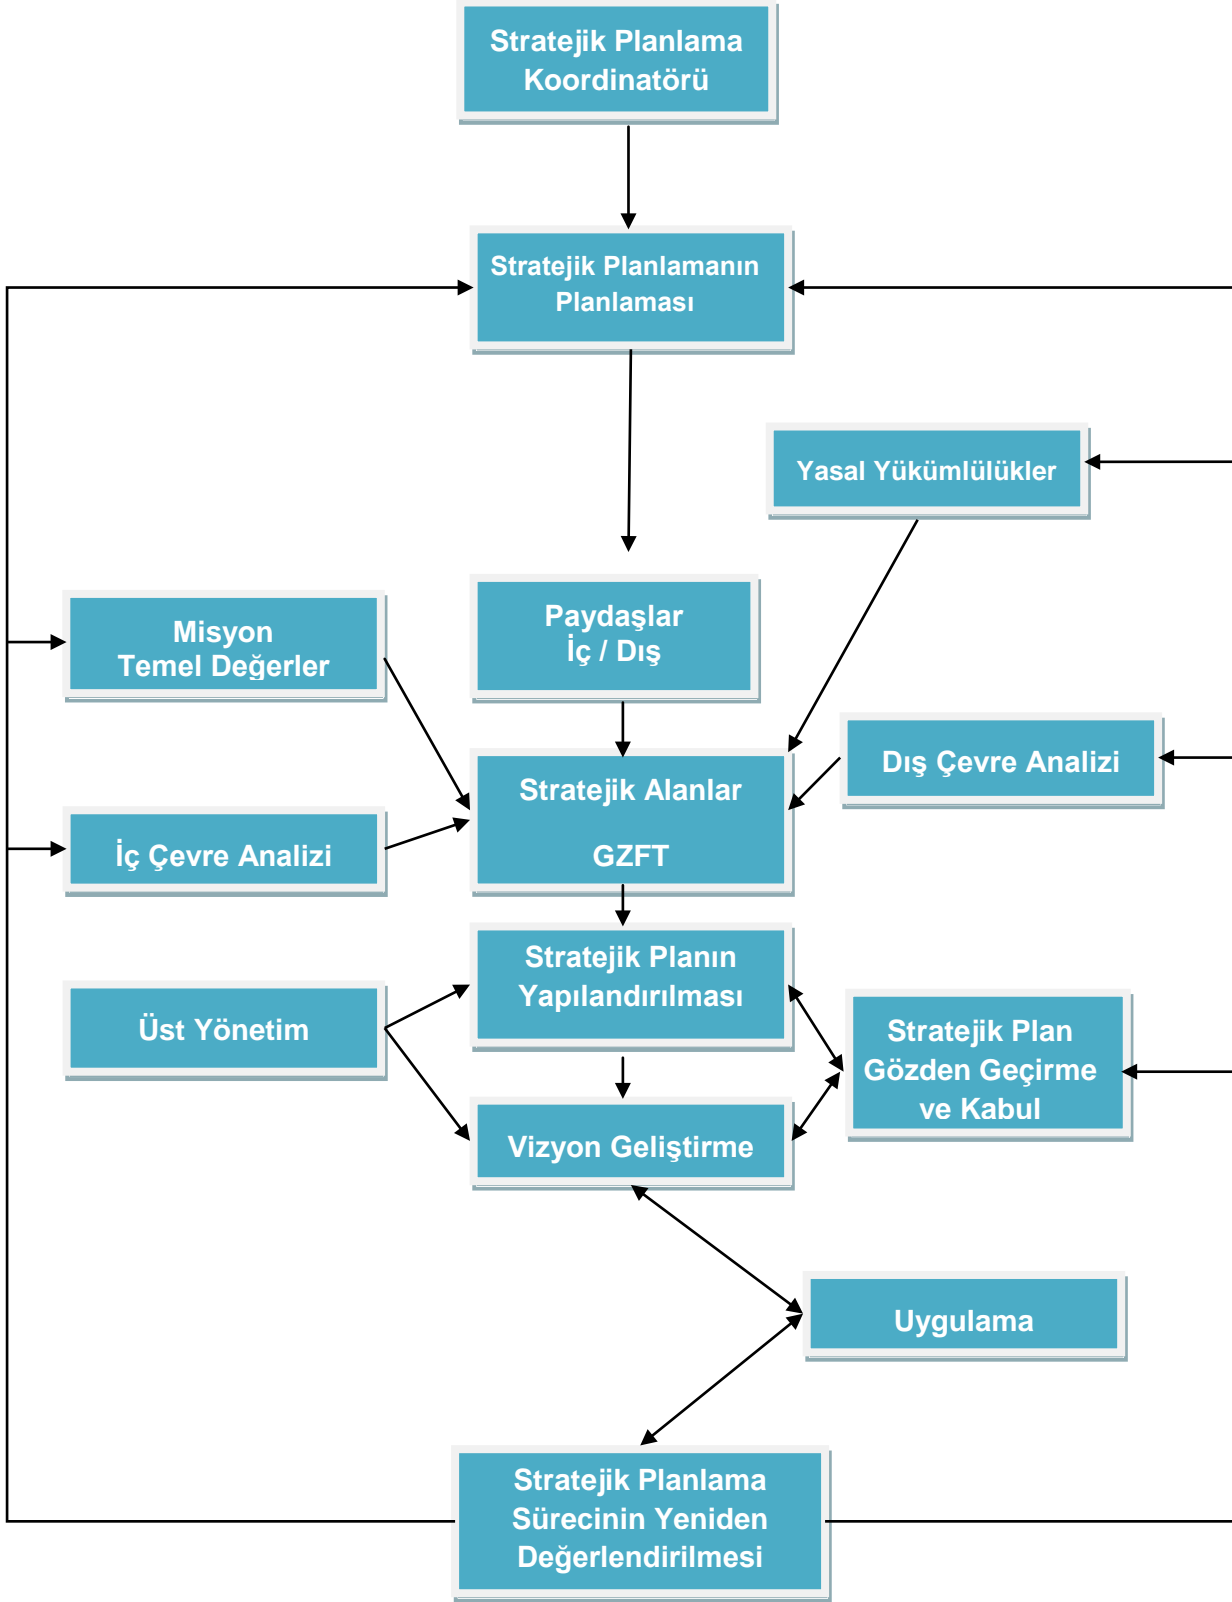 Stratejik Planlama
Koordinatörü
Stratejik Planlamanın
Planlaması
Yasal Yükümlülükler
Misyon
Temel Değerler
Paydaşlar
İç / Dış
Dış Çevre Analizi
Stratejik Alanlar
GZFT
İç Çevre Analizi
Stratejik Planın
Yapılandırılması
Üst Yönetim
Stratejik Plan
Gözden Geçirme
ve Kabul
Vizyon Geliştirme
Uygulama
Stratejik Planlama
Sürecinin Yeniden
Değerlendirilmesi